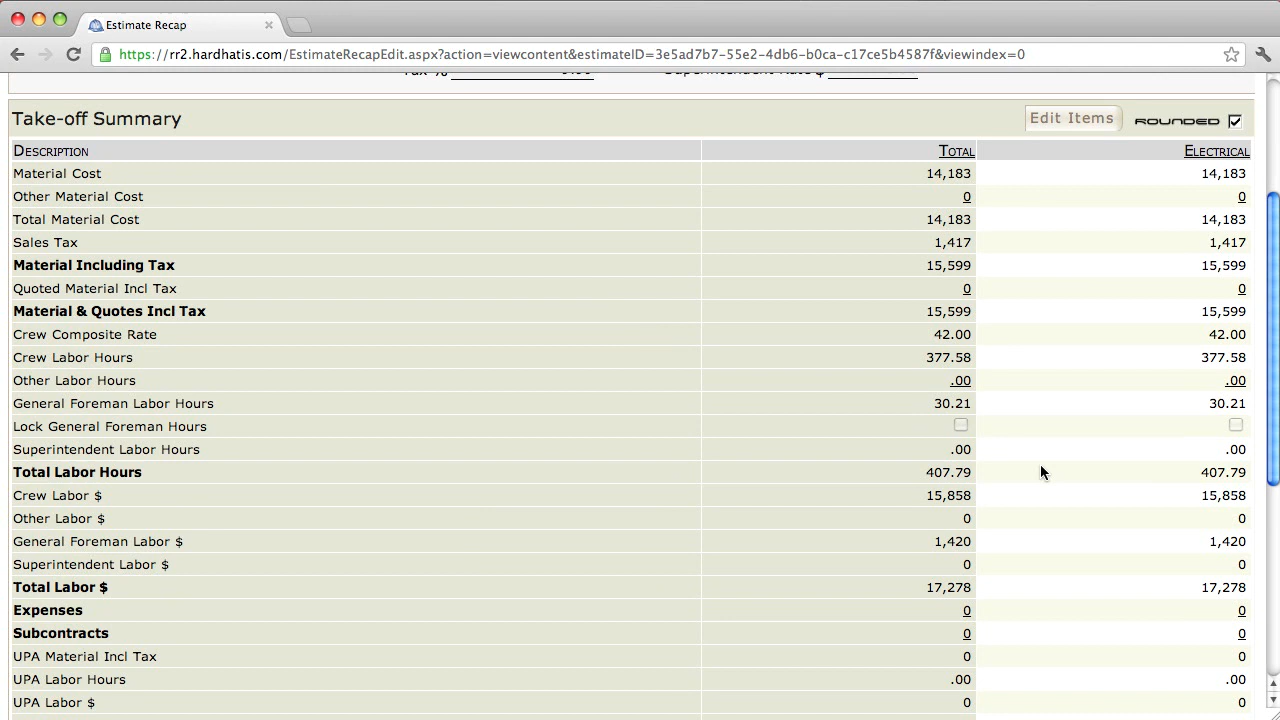 Estimate Recap
https://rr2.hardhatis.com/EstimateRecapEdit.aspx?action=viewcontent&estimateID=3e5ad7b7-55e2-4db6-b0ca-c17ce5b4587f&viewindex=0
Take-off Summary Edit Items ROUNDED
DESCRIPTION TOTAL ELECTRICAL
Material Cost 14,183 14,183
Other Material Cost 0 0
Total Material Cost 14,183 14,183
Sales Tax 1,417 1,417
Material Including Tax 15,599 15,599
Quoted Material Incl Tax 0 0
Material & Quotes Incl Tax 15,599 15,599
Crew Composite Rate 42.00 42.00
Crew Labor Hours 377.58 377.58
Other Labor Hours .00 .00
General Foreman Labor Hours 30.21 30.21
Lock General Foreman Hours
Superintendent Labor Hours .00 .00
Total Labor Hours 407.79 407.79
Crew Labor $ 15,858 15,858
Other Labor $ 0 0
General Foreman Labor $ 1,420 1,420
Superintendent Labor $ 0 0
Total Labor $ 17,278 17,278
Expenses 0 0
Subcontracts 0 0
UPA Material Incl Tax 0 0
UPA Labor Hours .00 .00
UPA Labor $ 0 0